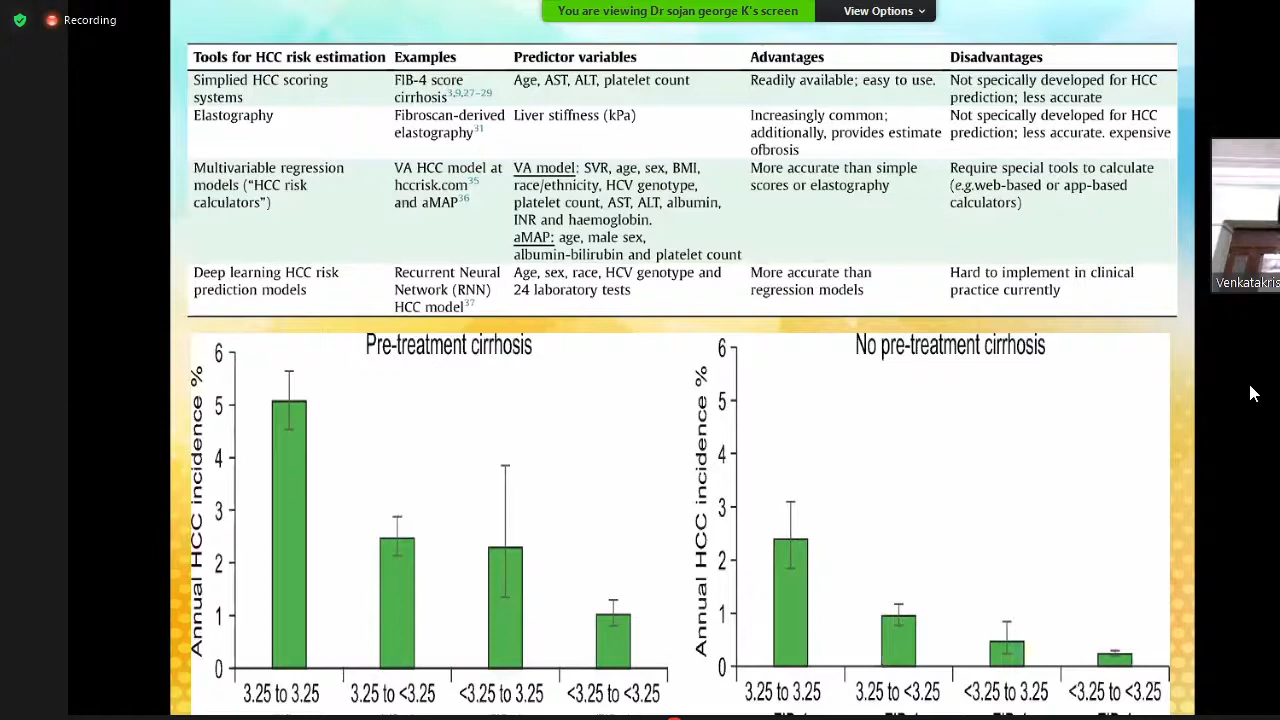 Recording
You are viewing Dr sojan george K's screen
View Options
Tools for HCC risk estimation Examples Predictor variables Advantages Disadvantages
Simplied HCC scoring systems FIB-4 score cirrhosis3,9,27–29 Age, AST, ALT, platelet count Readily available; easy to use. Not specically developed for HCC prediction; less accurate
Elastography Fibroscan-derived elastography31 Liver stiffness (kPa) Increasingly common; additionally, provides estimate ofbrosis Not specically developed for HCC prediction; less accurate. expensive
Multivariable regression models ("HCC risk calculators") VA HCC model at hccrisk.com35 and aMAP36 VA model: SVR, age, sex, BMI, race/ethnicity, HCV genotype, platelet count, AST, ALT, albumin, INR and haemoglobin. aMAP: age, male sex, albumin-bilirubin and platelet count More accurate than simple scores or elastography Require special tools to calculate (e.g.web-based or app-based calculators)
Deep learning HCC risk prediction models Recurrent Neural Network (RNN) HCC model37 Age, sex, race, HCV genotype and 24 laboratory tests More accurate than regression models Hard to implement in clinical practice currently
Pre-treatment cirrhosis
Annual HCC incidence %
6
5
4
3
2
1
0
3.25 to 3.25 3.25 to <3.25 <3.25 to 3.25 <3.25 to <3.25
No pre-treatment cirrhosis
Annual HCC incidence %
6
5
4
3
2
1
0
3.25 to 3.25 3.25 to <3.25 <3.25 to 3.25 <3.25 to <3.25
Venkatakris